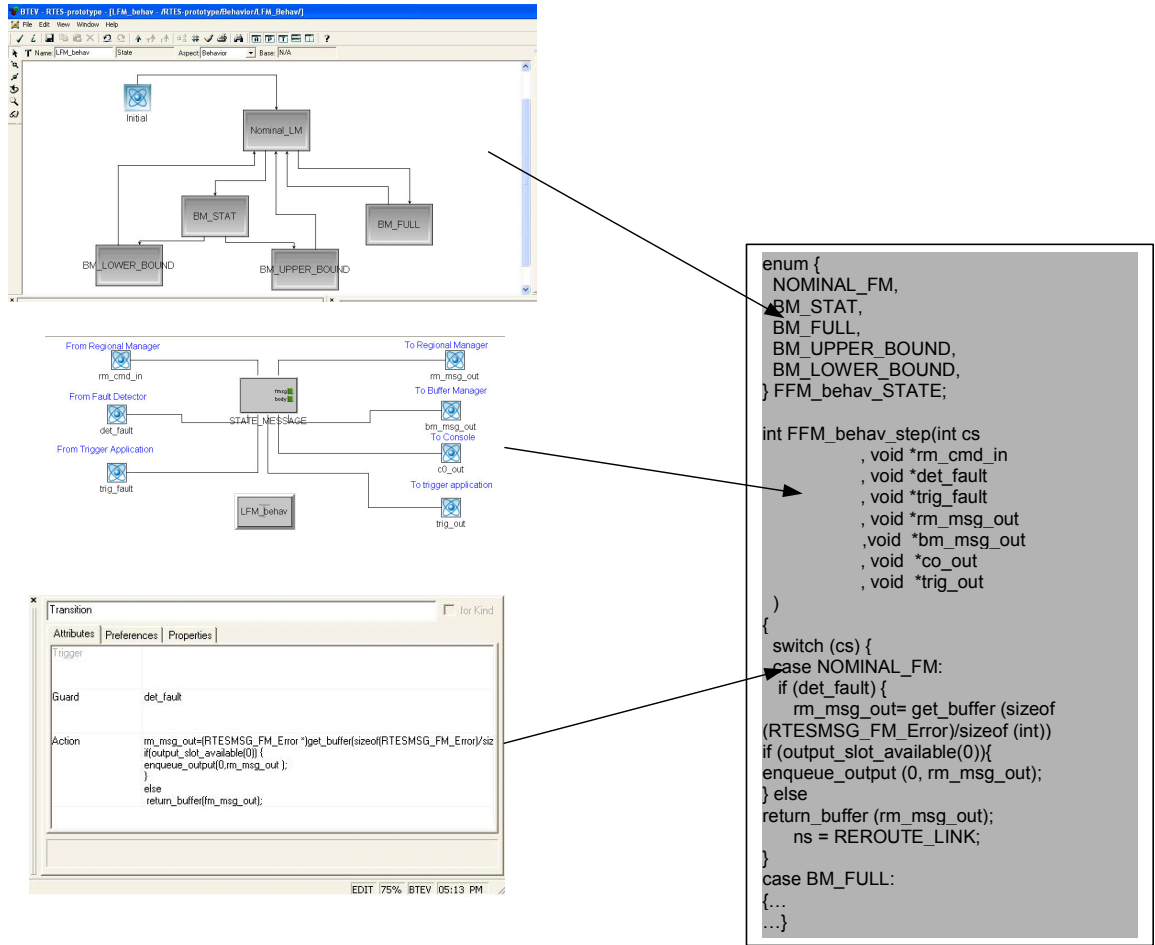 BTEV - RTES-prototype - [LFM_behav - /RTES-prototype/Behavior/LFM_Behav/]
File Edit View Window Help
Name: LFM_behav State Aspect: Behavior Base: N/A
Initial
Nominal_LM
BM_STAT
BM_FULL
BM_LOWER_BOUND
BM_UPPER_BOUND
From Regional Manager
rm_cmd_in
From Fault Detector
det_fault
From Trigger Application
trig_fault
STATE_MESSAGE
LFM_behav
To Regional Manager
rm_msg_out
To Buffer Manager
bm_msg_out
To Console
c0_out
To trigger application
trig_out
Transition for Kind
Attributes Preferences Properties
Trigger
Guard det_fault
Action rm_msg_out=(RTESMSG_FM_Error *)get_buffer(sizeof(RTESMSG_FM_Error)/siz
if(output_slot_available(0)) {
enqueue_output(0,rm_msg_out );
}
else
return_buffer(fm_msg_out);
EDIT 75% BTEV 05:13 PM
enum {
NOMINAL_FM,
BM_STAT,
BM_FULL,
BM_UPPER_BOUND,
BM_LOWER_BOUND,
} FFM_behav_STATE;
int FFM_behav_step(int cs
, void *rm_cmd_in
, void *det_fault
, void *trig_fault
, void *rm_msg_out
,void *bm_msg_out
, void *co_out
, void *trig_out
)
{
switch (cs) {
case NOMINAL_FM:
if (det_fault) {
rm_msg_out= get_buffer (sizeof
(RTESMSG_FM_Error)/sizeof (int))
if (output_slot_available(0)){
enqueue_output (0, rm_msg_out);
} else
return_buffer (rm_msg_out);
ns = REROUTE_LINK;
}
case BM_FULL:
{…
…}